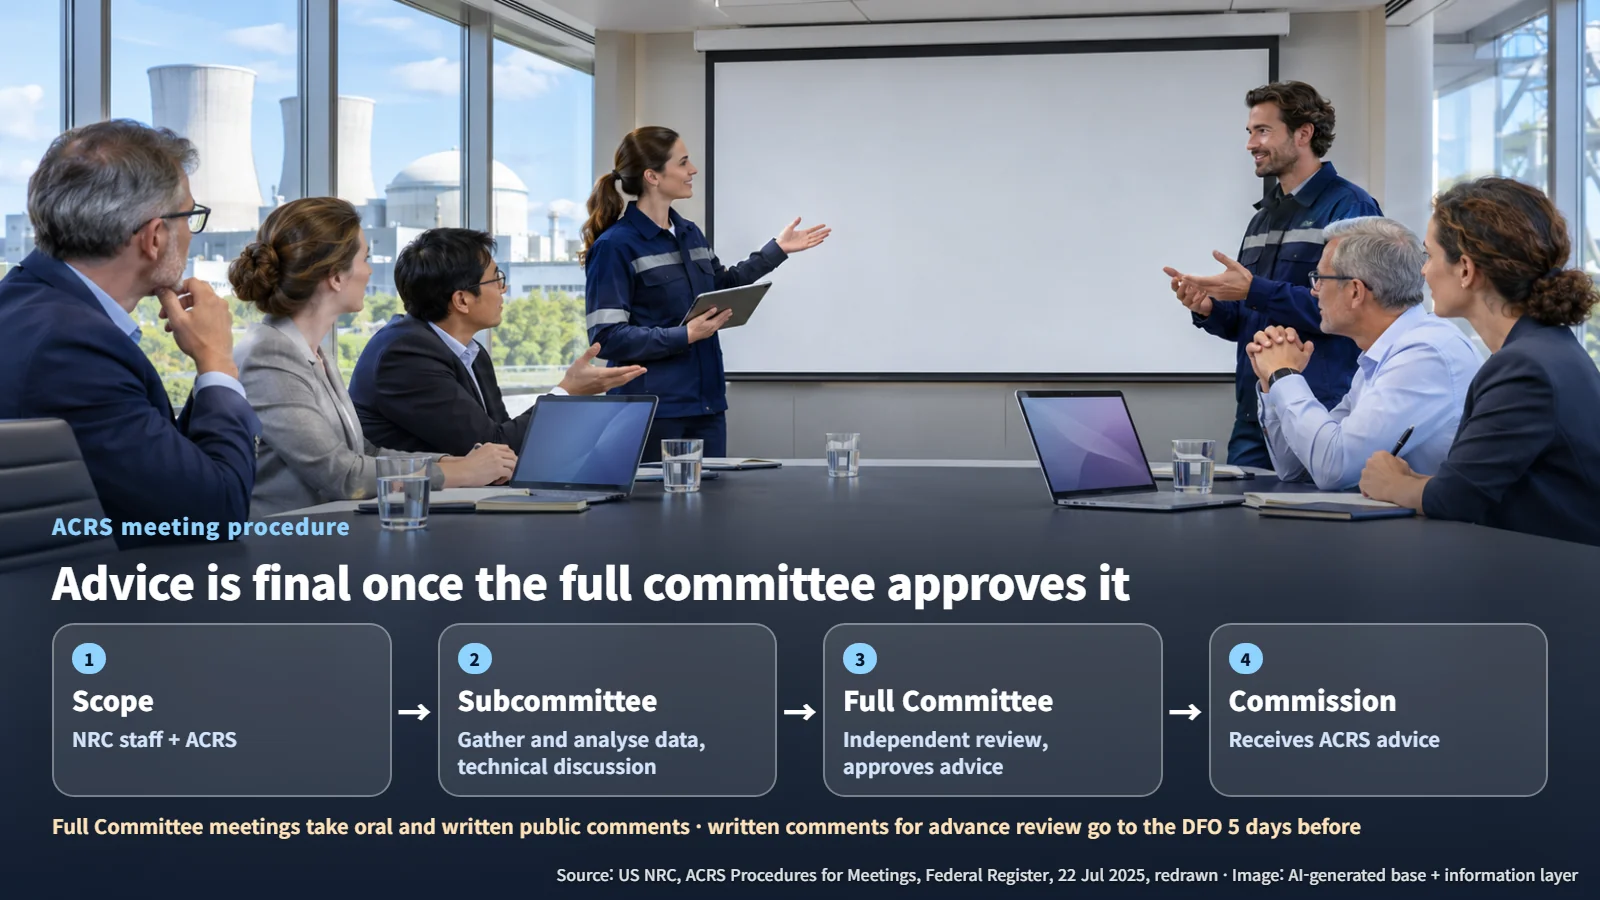 ACRS meeting procedure
Advice is final once the full committee approves it
1
Scope
NRC staff + ACRS
→
2
Subcommittee
Gather and analyse data,
technical discussion
→
3
Full Committee
Independent review,
approves advice
→
4
Commission
Receives ACRS advice
Full Committee meetings take oral and written public comments · written comments for advance review go to the DFO 5 days before
Source: US NRC, ACRS Procedures for Meetings, Federal Register, 22 Jul 2025, redrawn · Image: AI-generated base + information layer